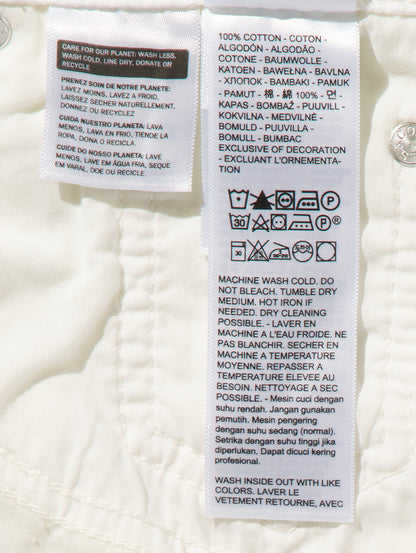 CARE FOR OUR PLANET: WASH LESS,
WASH COLD, LINE DRY, DONATE OR
RECYCLE
PRENEZ SOIN DE NOTRE PLANETE:
LAVEZ MOINS, LAVEZ A FROID,
LAISSEZ SECHER NATURELLEMENT,
DONNEZ OU RECYCLEZ
CUIDA NUESTRO PLANETA: LAVA
MENOS, LAVA EN FRIO, TIENDE LA
ROPA, DONA O RECICLA.
CUIDE DO NOSSO PLANETA: LAVE
MENOS, LAVE EM ÁGUA FRIA, SEQUE
EM VARAL, DOE OU RECICLE.
100% COTTON - COTON -
ALGODÓN - ALGODÃO -
COTONE - BAUMWOLLE -
KATOEN - BAWEŁNA - BAVLNA
- ХЛОПОК - BAMBAKI - PAMUK
- PAMUT - 棉 - 綿 100% - 면 -
KAPAS - BOMBAŽ - PUUVILL -
KOKVILNA - MEDVILNĖ -
BOMULD - PUUVILLA -
BOMULL - BUMBAC
EXCLUSIVE OF DECORATION
- EXCLUANT L'ORNEMENTA-
TION
P
30 P ®
30
MACHINE WASH COLD. DO
NOT BLEACH. TUMBLE DRY
MEDIUM. HOT IRON IF
NEEDED. DRY CLEANING
POSSIBLE. - LAVER EN
MACHINE A L'EAU FROIDE. NE
PAS BLANCHIR. SECHER EN
MACHINE A TEMPERATURE
MOYENNE. REPASSER A
TEMPERATURE ELEVEE AU
BESOIN. NETTOYAGE A SEC
POSSIBLE. - Mesin cuci dengan
suhu rendah. Jangan gunakan
pemutih. Mesin pengering
dengan suhu sedang (normal).
Setrika dengan suhu tinggi jika
diperlukan. Dapat dicuci kering
profesional.
WASH INSIDE OUT WITH LIKE
COLORS. LAVER LE
VETEMENT RETOURNE, AVEC